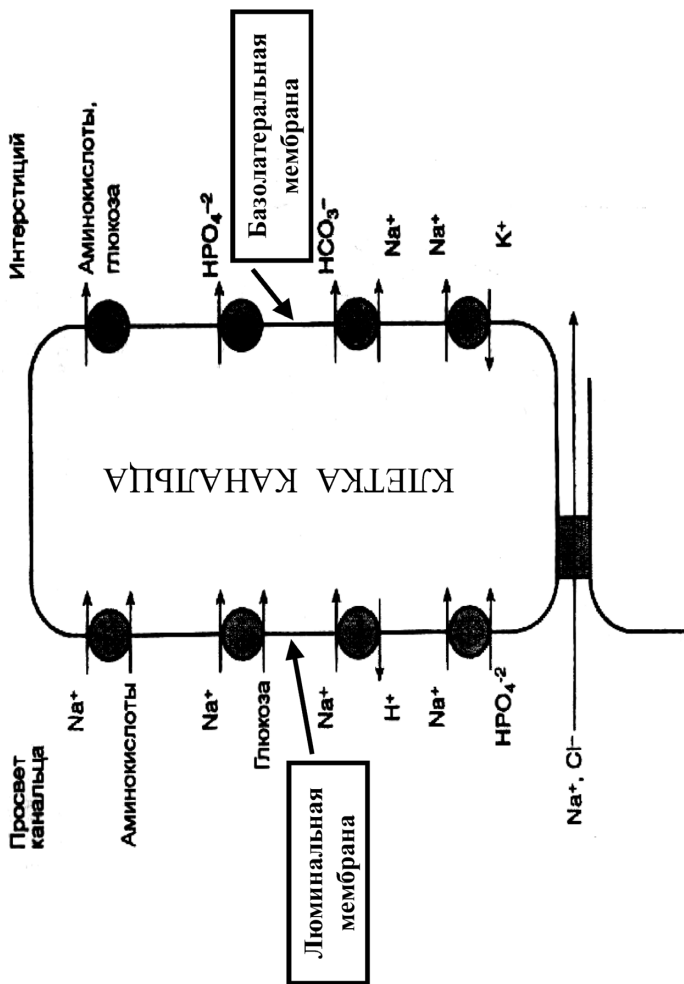 Просвет
канальца
Интерстиций
Na⁺
Аминокислоты
Аминокислоты,
глюкоза
Na⁺
Глюкоза
HPO₄⁻²
Люминальная
мембрана
Базолатеральная
мембрана
КЛЕТКА КАНАЛЬЦА
Na⁺
H⁺
HCO₃⁻
Na⁺
Na⁺
HPO₄⁻²
Na⁺
K⁺
Na⁺, Cl⁻